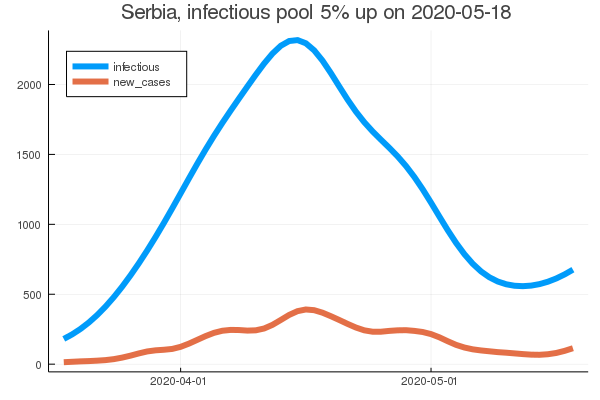 Serbia, infectious pool 5% up on 2020-05-18
infectious
new_cases
2000
1500
1000
500
0
2020-04-01
2020-05-01